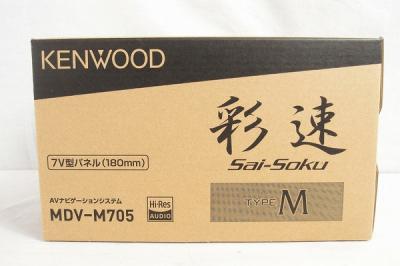 KENWOOD
彩速
Sai-Soku
7V型パネル(180mm)
AVナビゲーションシステム
MDV-M705
Hi-Res
AUDIO
TYPE M